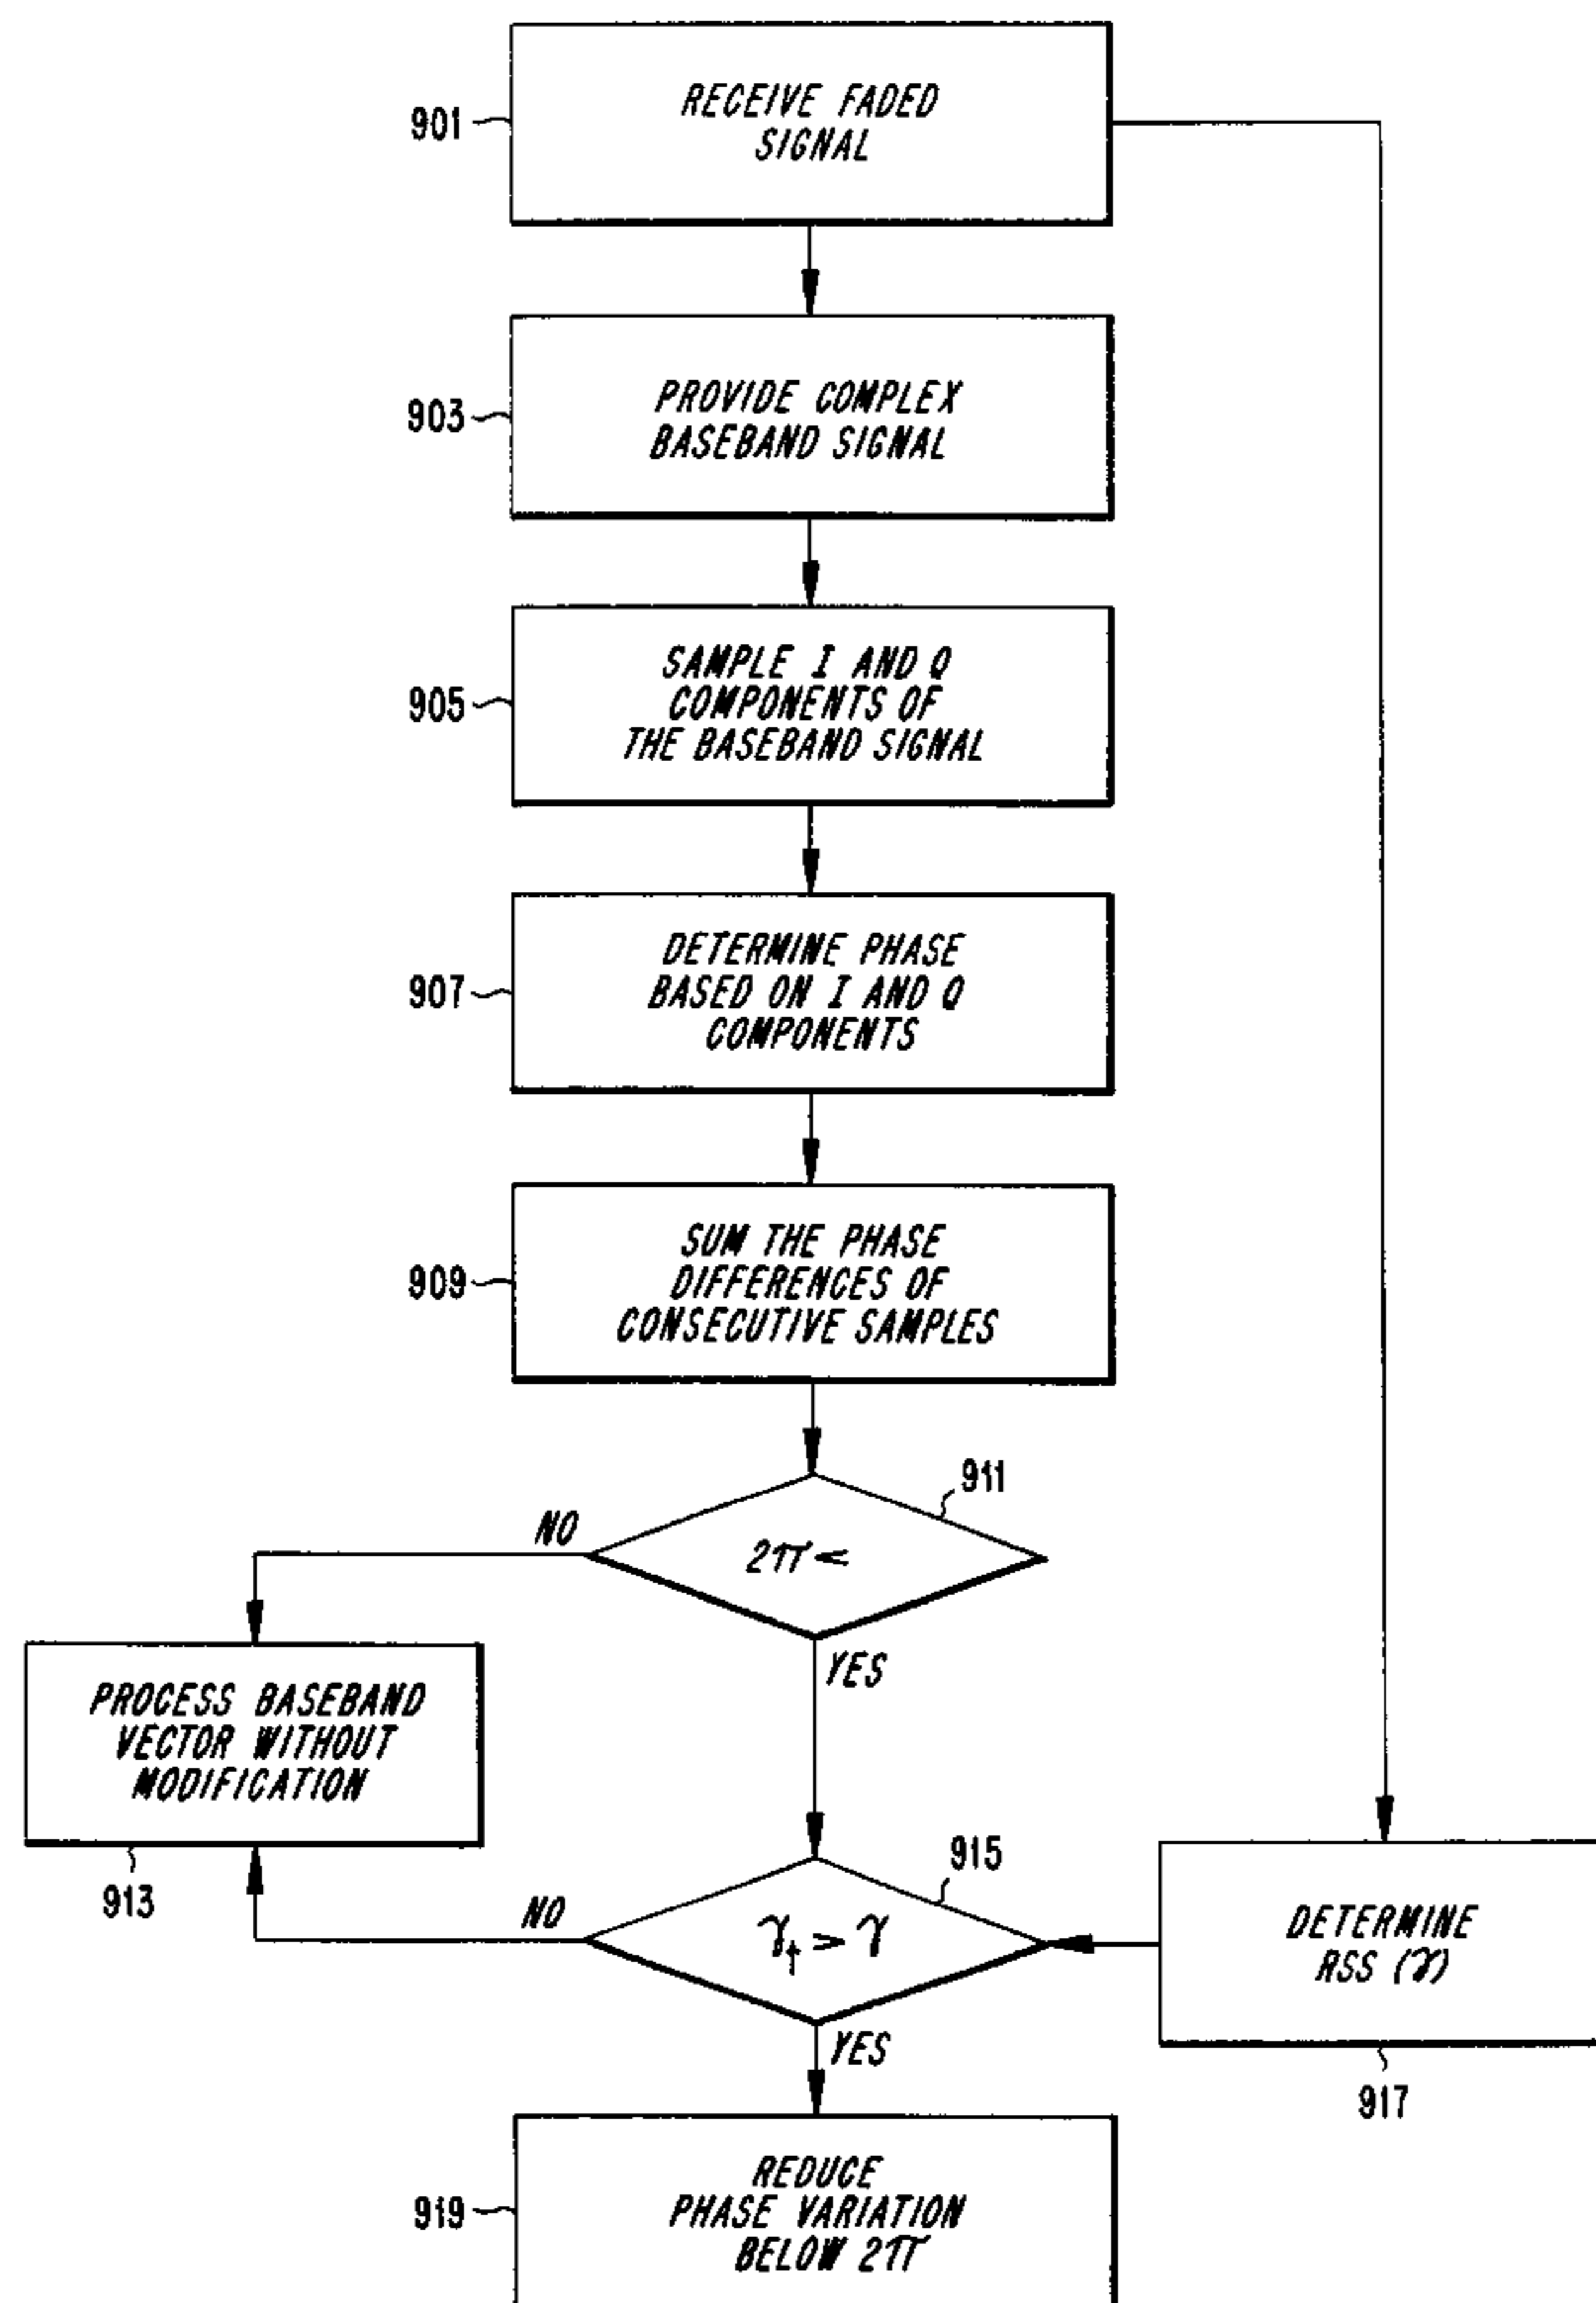 901
RECEIVE FADED
SIGNAL
903
PROVIDE COMPLEX
BASEBAND SIGNAL
905
SAMPLE I AND Q
COMPONENTS OF
THE BASEBAND SIGNAL
907
DETERMINE PHASE
BASED ON I AND Q
COMPONENTS
909
SUM THE PHASE
DIFFERENCES OF
CONSECUTIVE SAMPLES
911
2π <
NO
YES
PROCESS BASEBAND
VECTOR WITHOUT
MODIFICATION
913
915
γt > γ
NO
YES
DETERMINE
RSS (γ)
917
919
REDUCE
PHASE VARIATION
BELOW 2π